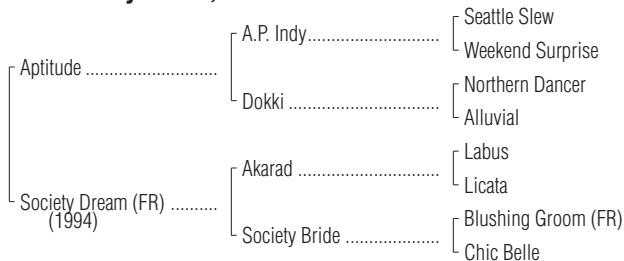 Seattle Slew
A.P. Indy
Weekend Surprise
Aptitude
Northern Dancer
Dokki
Alluvial
Labus
Akarad
Licata
Society Dream (FR)
(1994)
Blushing Groom (FR)
Society Bride
Chic Belle